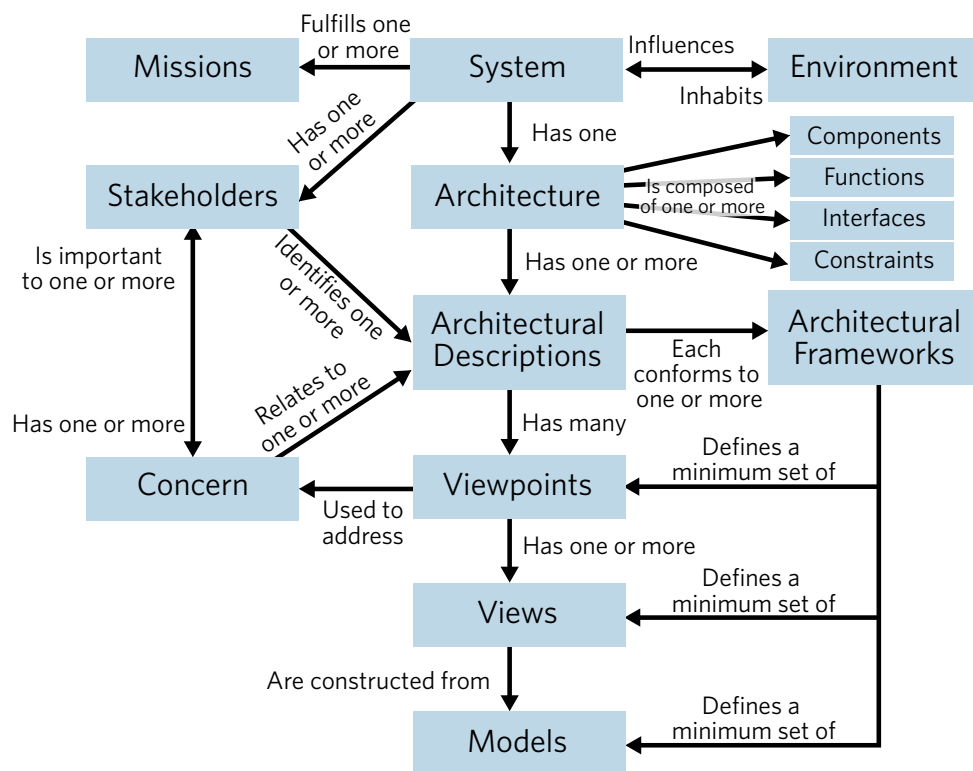 Fulfills one
or more
Missions
System
Influences
Inhabits
Environment
Has one
or more
Has one
Components
Functions
Interfaces
Constraints
Is composed
of one or more
Stakeholders
Architecture
Is important
to one or more
Identifies one
or more
Has one or more
Architectural
Descriptions
Each
conforms to
one or more
Architectural
Frameworks
Relates to
one or more
Has one or more
Has many
Defines a
minimum set of
Concern
Used to
address
Viewpoints
Has one or more
Defines a
minimum set of
Views
Are constructed from
Defines a
minimum set of
Models